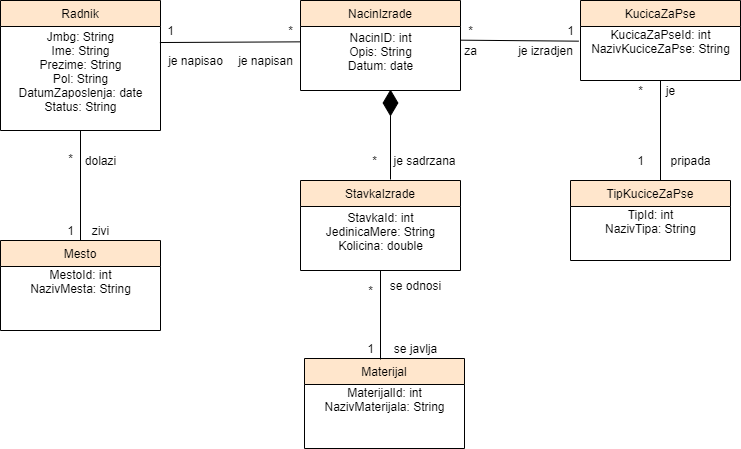 Radnik
Jmbg: String
Ime: String
Prezime: String
Pol: String
DatumZaposlenja: date
Status: String
1
*
je napisao
je napisan
NacinIzrade
NacinID: int
Opis: String
Datum: date
*
1
za
je izradjen
KucicaZaPse
KucicaZaPseId: int
NazivKuciceZaPse: String
*
dolazi
1
zivi
*
je sadrzana
*
je
1
pripada
Mesto
MestoId: int
NazivMesta: String
StavkaIzrade
StavkaId: int
JedinicaMere: String
Kolicina: double
TipKuciceZaPse
TipId: int
NazivTipa: String
*
se odnosi
1
se javlja
Materijal
MaterijalId: int
NazivMaterijala: String